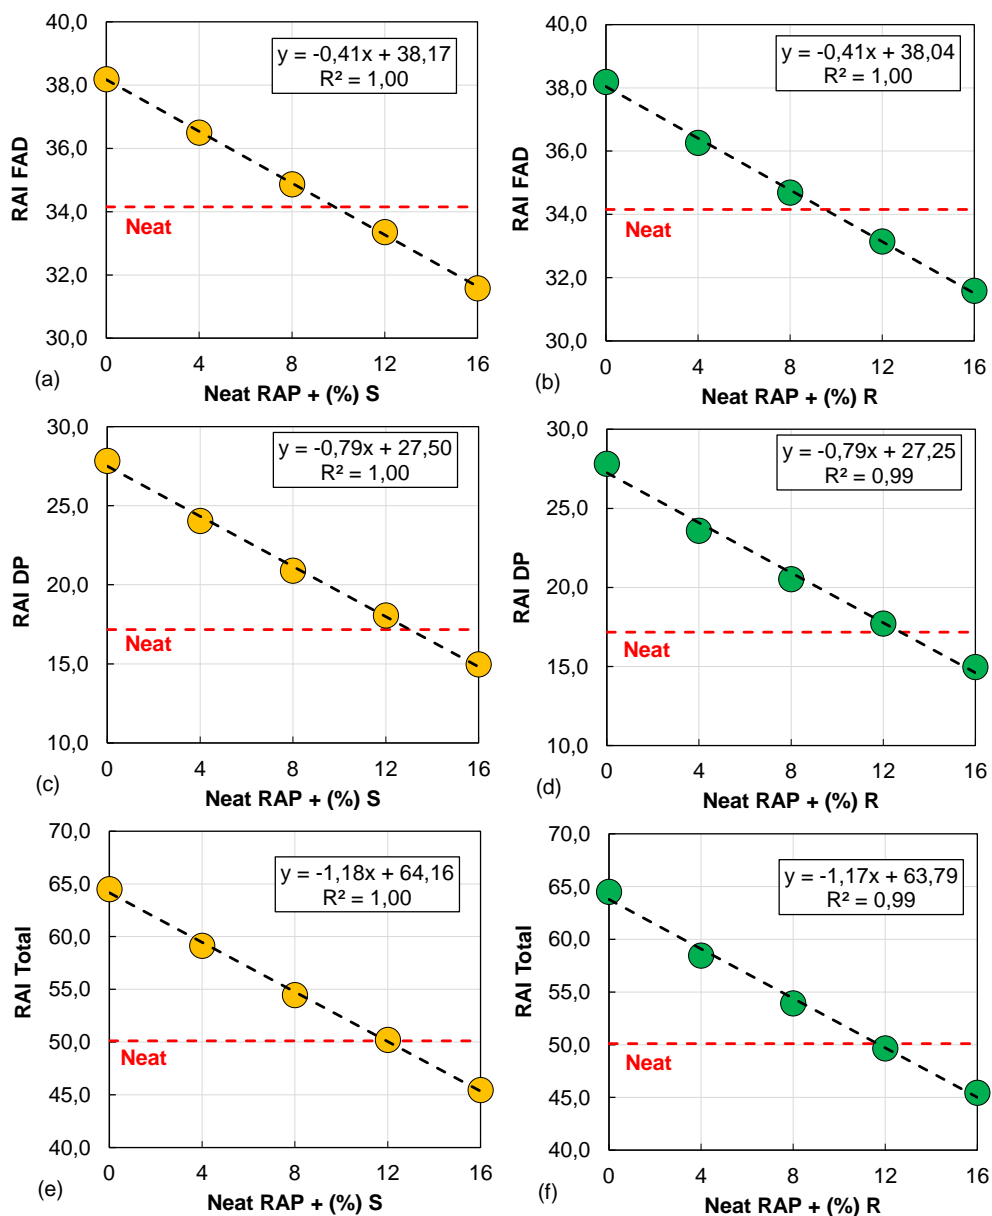 40,0
38,0
36,0
34,0
32,0
30,0
RAI FAD
y = -0,41x + 38,17
R² = 1,00
Neat
0 4 8 12 16
(a)
Neat RAP + (%) S
40,0
38,0
36,0
34,0
32,0
30,0
RAI FAD
y = -0,41x + 38,04
R² = 1,00
Neat
0 4 8 12 16
(b)
Neat RAP + (%) R
30,0
25,0
20,0
15,0
10,0
RAI DP
y = -0,79x + 27,50
R² = 1,00
Neat
0 4 8 12 16
(c)
Neat RAP + (%) S
30,0
25,0
20,0
15,0
10,0
RAI DP
y = -0,79x + 27,25
R² = 0,99
Neat
0 4 8 12 16
(d)
Neat RAP + (%) R
70,0
65,0
60,0
55,0
50,0
45,0
40,0
RAI Total
y = -1,18x + 64,16
R² = 1,00
Neat
0 4 8 12 16
(e)
Neat RAP + (%) S
70,0
65,0
60,0
55,0
50,0
45,0
40,0
RAI Total
y = -1,17x + 63,79
R² = 0,99
Neat
0 4 8 12 16
(f)
Neat RAP + (%) R